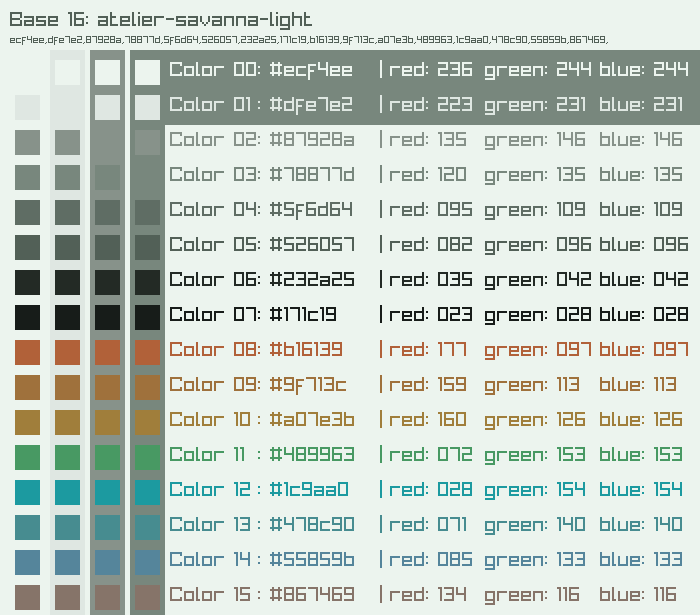 Base 16: atelier-savanna-light
ecf4ee,dfe7e2,87928a,78877d,5f6d64,526057,232a25,171c19,b16139,9f713c,a07e3b,489963,1c9aa0,478c90,55859b,867469,
Color 00: #ecf4ee | red: 236 green: 244 blue: 244
Color 01: #dfe7e2 | red: 223 green: 231 blue: 231
Color 02: #87928a | red: 135 green: 146 blue: 146
Color 03: #78877d | red: 120 green: 135 blue: 135
Color 04: #5f6d64 | red: 095 green: 109 blue: 109
Color 05: #526057 | red: 082 green: 096 blue: 096
Color 06: #232a25 | red: 035 green: 042 blue: 042
Color 07: #171c19 | red: 023 green: 028 blue: 028
Color 08: #b16139 | red: 177 green: 097 blue: 097
Color 09: #9f713c | red: 159 green: 113 blue: 113
Color 10 : #a07e3b | red: 160 green: 126 blue: 126
Color 11 : #489963 | red: 072 green: 153 blue: 153
Color 12 : #1c9aa0 | red: 028 green: 154 blue: 154
Color 13 : #478c90 | red: 071 green: 140 blue: 140
Color 14 : #55859b | red: 085 green: 133 blue: 133
Color 15 : #867469 | red: 134 green: 116 blue: 116